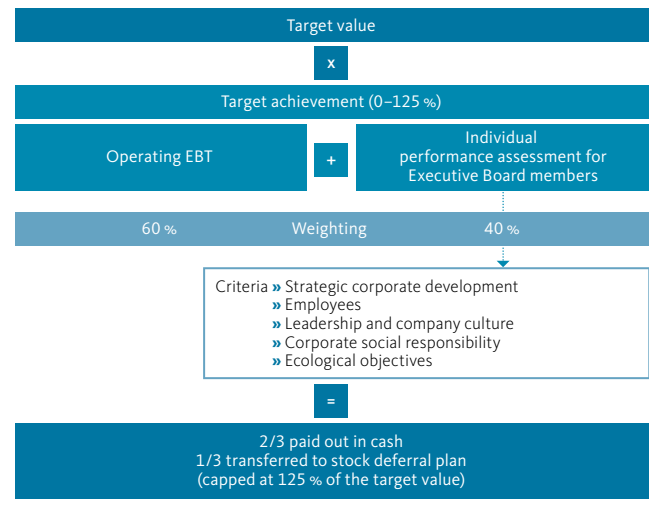 Target value
x
Target achievement (0–125 %)
Operating EBT
+
Individual
performance assessment for
Executive Board members
60 %
Weighting
40 %
Criteria » Strategic corporate development
» Employees
» Leadership and company culture
» Corporate social responsibility
» Ecological objectives
=
2/3 paid out in cash
1/3 transferred to stock deferral plan
(capped at 125 % of the target value)